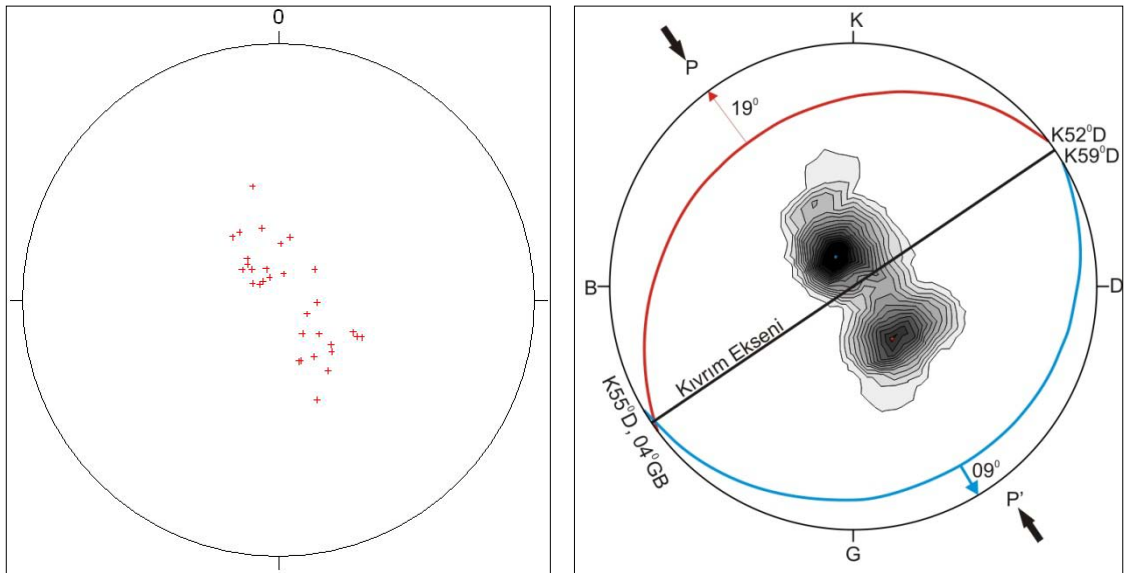 0
K
P
19⁰
K52⁰D
K59⁰D
B
D
Kıvrım Ekseni
K55⁰D, 04⁰GB
09⁰
P'
G